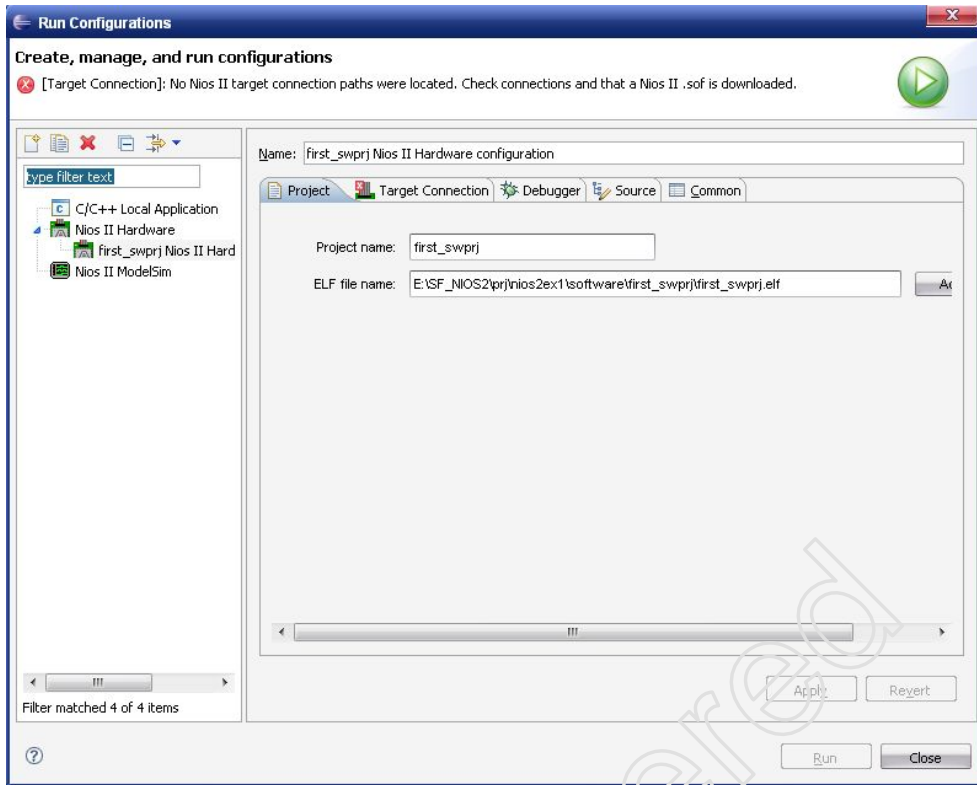 Run Configurations
Create, manage, and run configurations
[Target Connection]: No Nios II target connection paths were located. Check connections and that a Nios II .sof is downloaded.
type filter text
C/C++ Local Application
Nios II Hardware
first_swprj Nios II Hard
Nios II ModelSim
Filter matched 4 of 4 items
Name: first_swprj Nios II Hardware configuration
Project Target Connection Debugger Source Common
Project name: first_swprj
ELF file name: E:\SF_NIOS2\prj\nios2ex1\software\first_swprj\first_swprj.elf
Apply Revert
Run Close